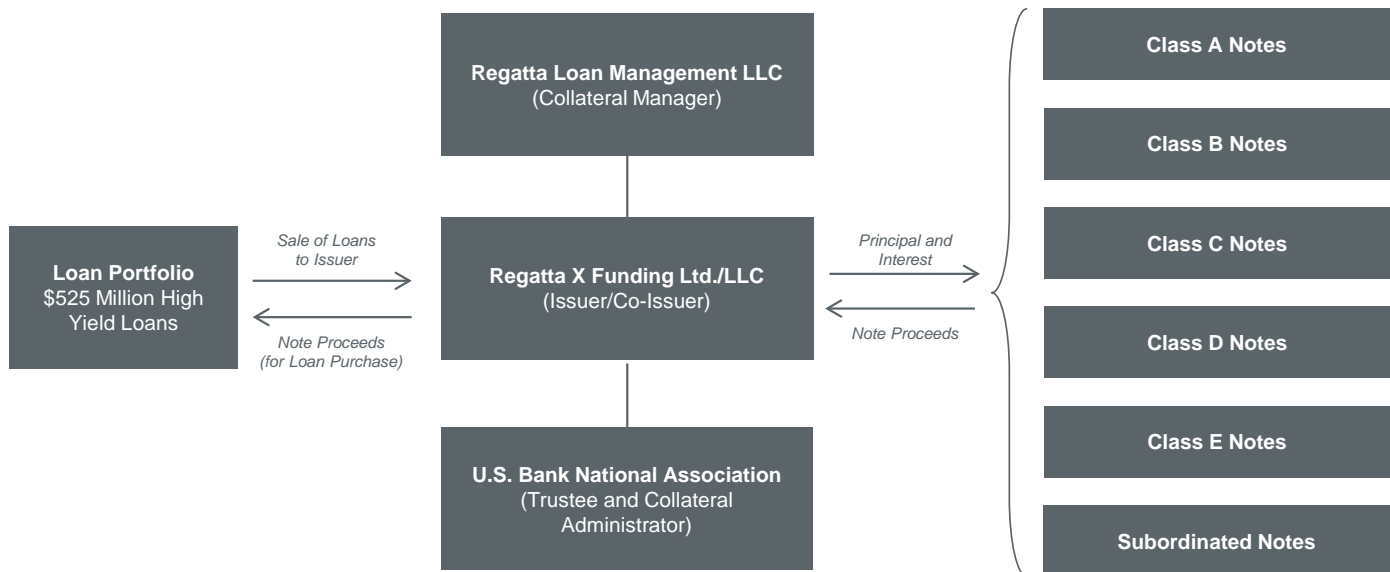 Regatta Loan Management LLC
(Collateral Manager)
Loan Portfolio
$525 Million High
Yield Loans
Sale of Loans
to Issuer
Note Proceeds
(for Loan Purchase)
Regatta X Funding Ltd./LLC
(Issuer/Co-Issuer)
Principal and
Interest
Note Proceeds
U.S. Bank National Association
(Trustee and Collateral
Administrator)
Class A Notes
Class B Notes
Class C Notes
Class D Notes
Class E Notes
Subordinated Notes